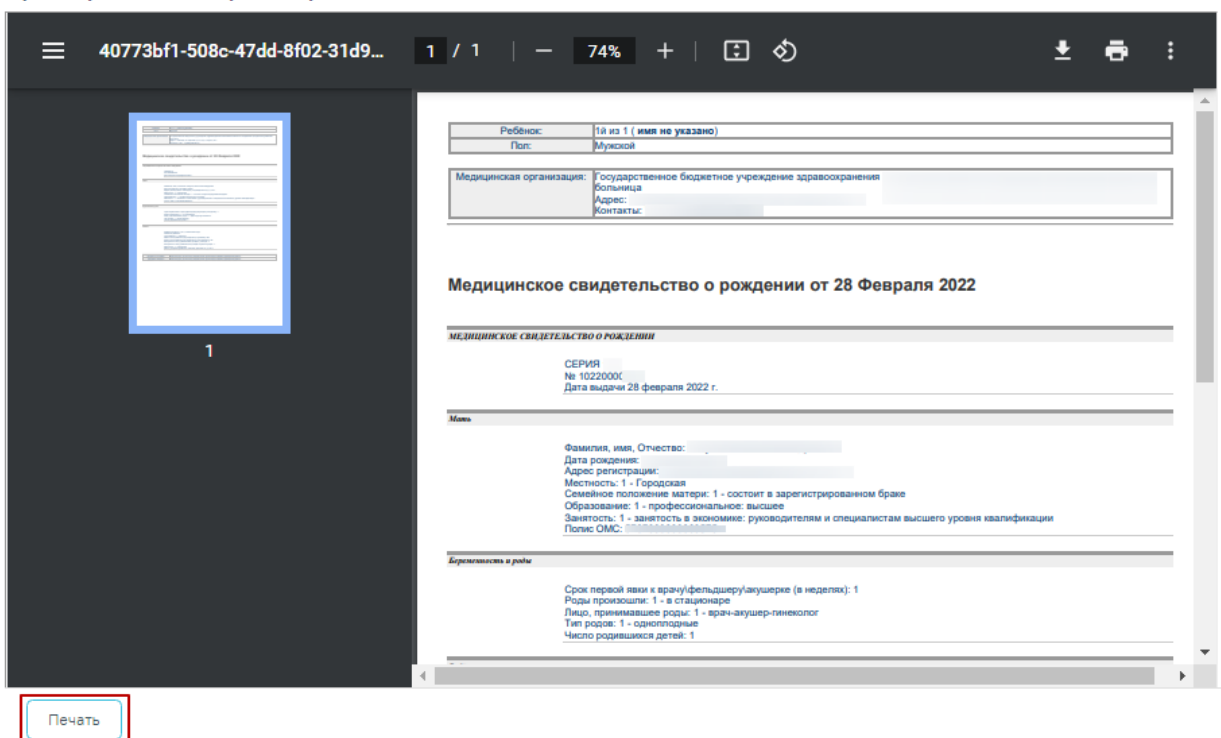 40773bf1-508c-47dd-8f02-31d9...
1 / 1
74%
1
Ребёнок: 1й из 1 ( имя не указано)
Пол: Мужской
Медицинская организация: Государственное бюджетное учреждение здравоохранения
больница
Адрес:
Контакты:
Медицинское свидетельство о рождении от 28 Февраля 2022
МЕДИЦИНСКОЕ СВИДЕТЕЛЬСТВО О РОЖДЕНИИ
СЕРИЯ
№ 1022000
Дата выдачи 28 февраля 2022 г.
Мать
Фамилия, имя, Отчество:
Дата рождения:
Адрес регистрации:
Местность: 1 - Городская
Семейное положение матери: 1 - состоит в зарегистрированном браке
Образование: 1 - профессиональное: высшее
Занятость: 1 - занятость в экономике: руководителям и специалистам высшего уровня квалификации
Полис ОМС:
Беременность и роды
Срок первой явки к врачу\фельдшеру\акушерке (в неделях): 1
Роды произошли: 1 - в стационаре
Лицо, принимавшее роды: 1 - врач-акушер-гинеколог
Тип родов: 1 - одноплодные
Число родившихся детей: 1
Печать